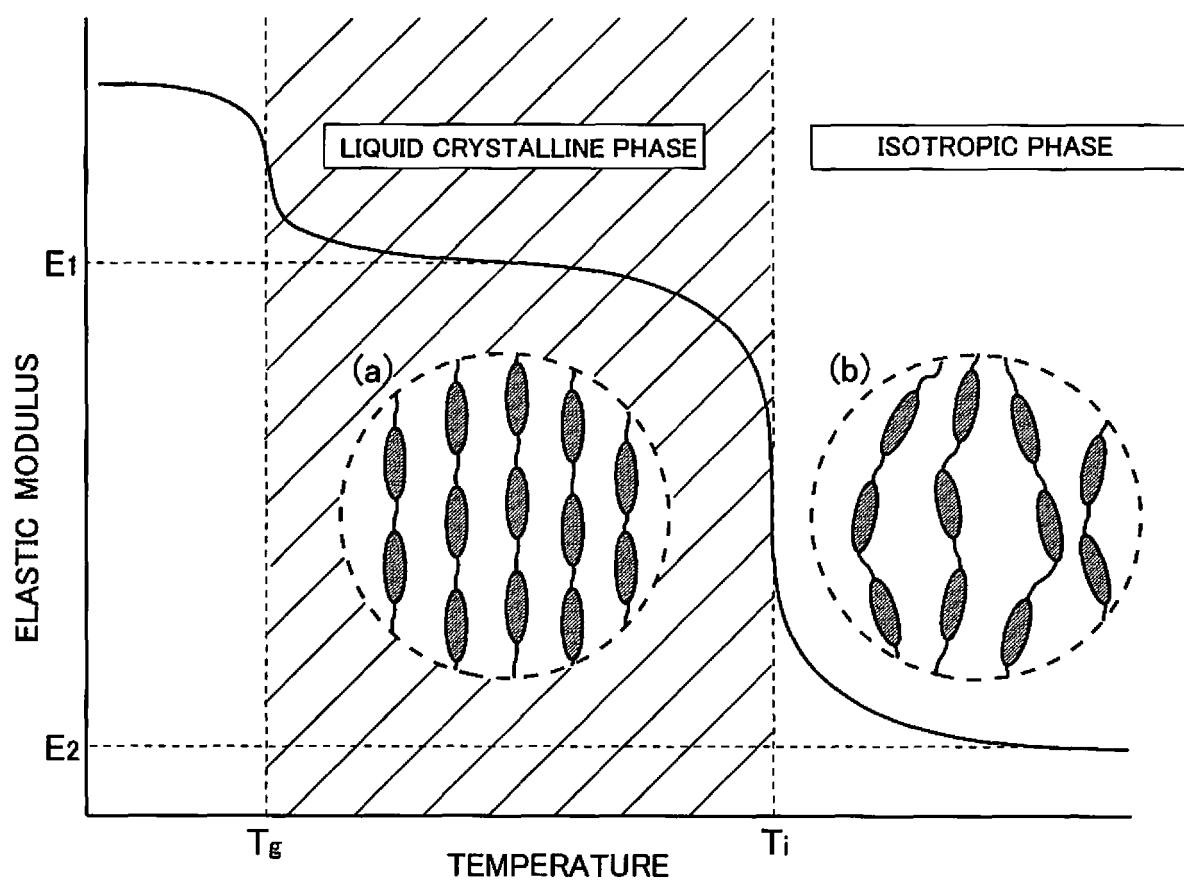 LIQUID CRYSTALLINE PHASE
ISOTROPIC PHASE
E1
(a)
(b)
ELASTIC MODULUS
E2
Tg
Ti
TEMPERATURE